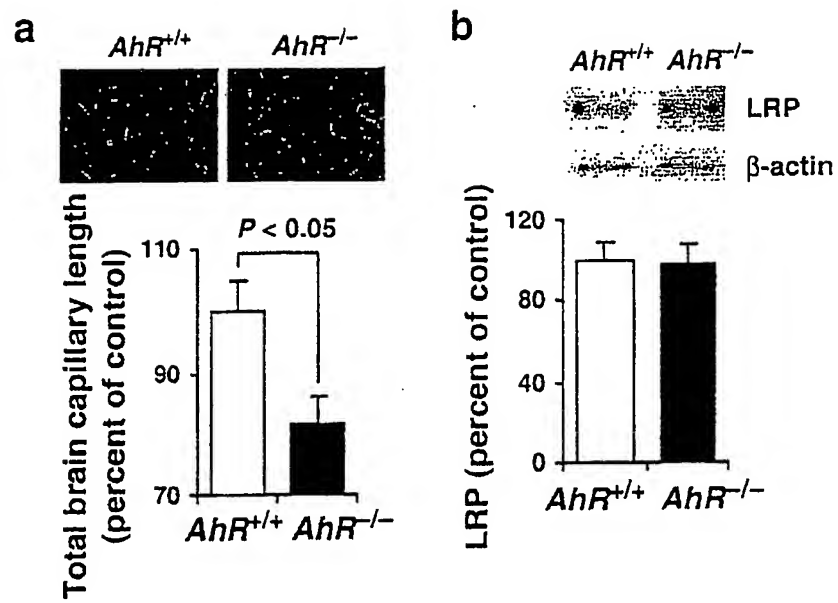 a
AhR+/+ AhR–/–
Total brain capillary length
(percent of control)
P < 0.05
110
90
70
AhR+/+ AhR–/–
b
AhR+/+ AhR–/–
LRP
β-actin
LRP (percent of control)
120
80
40
0
AhR+/+ AhR–/–